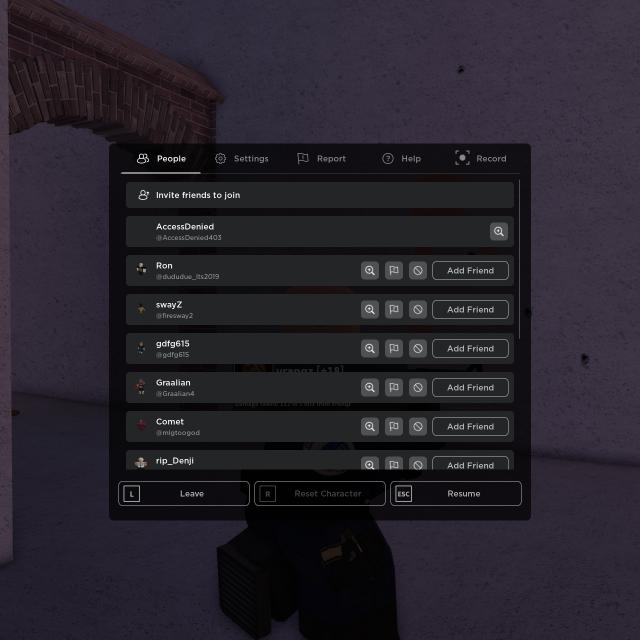 People
Settings
Report
Help
Record
Invite friends to join
AccessDenied
@AccessDenied403
Ron
@dududue_lts2019
Add Friend
swayZ
@firesway2
Add Friend
gdfg615
@gdfg615
Add Friend
Graalian
@Graalian4
Add Friend
Comet
@migtoogod
Add Friend
rip_Denji
Add Friend
L
Leave
R
Reset Character
ESC
Resume